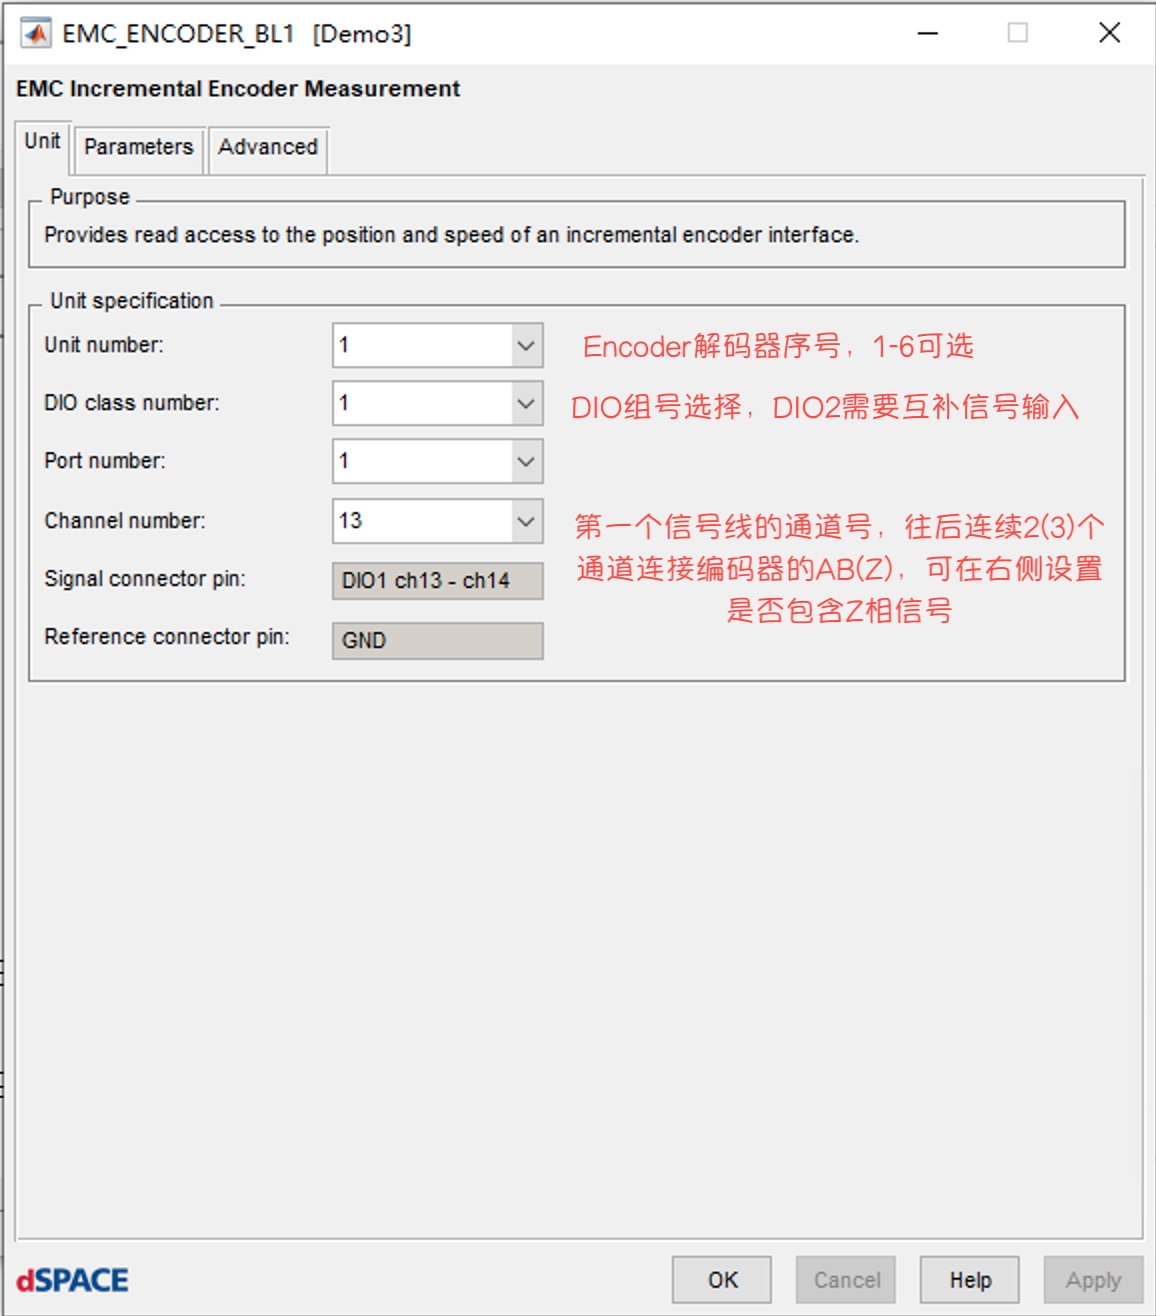 EMC_ENCODER_BL1 [Demo3]
EMC Incremental Encoder Measurement
Unit Parameters Advanced
Purpose
Provides read access to the position and speed of an incremental encoder interface.
Unit specification
Unit number: 1 Encoder解码器序号，1-6可选
DIO class number: 1 DIO组号选择，DIO2需要互补信号输入
Port number: 1
Channel number: 13 第一个信号线的通道号，往后连续2(3)个
Signal connector pin: DIO1 ch13 - ch14 通道连接编码器的AB(Z)，可在右侧设置
是否包含Z相信号
Reference connector pin: GND
dSPACE OK Cancel Help Apply